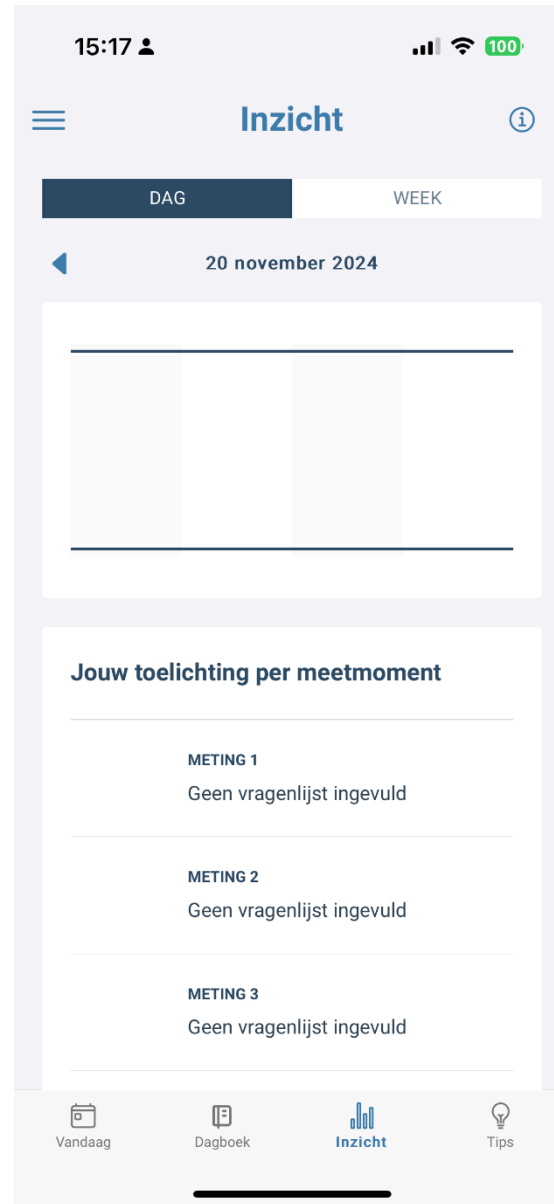 15:17
100
Inzicht
DAG
WEEK
20 november 2024
Jouw toelichting per meetmoment
METING 1
Geen vragenlijst ingevuld
METING 2
Geen vragenlijst ingevuld
METING 3
Geen vragenlijst ingevuld
Vandaag
Dagboek
Inzicht
Tips